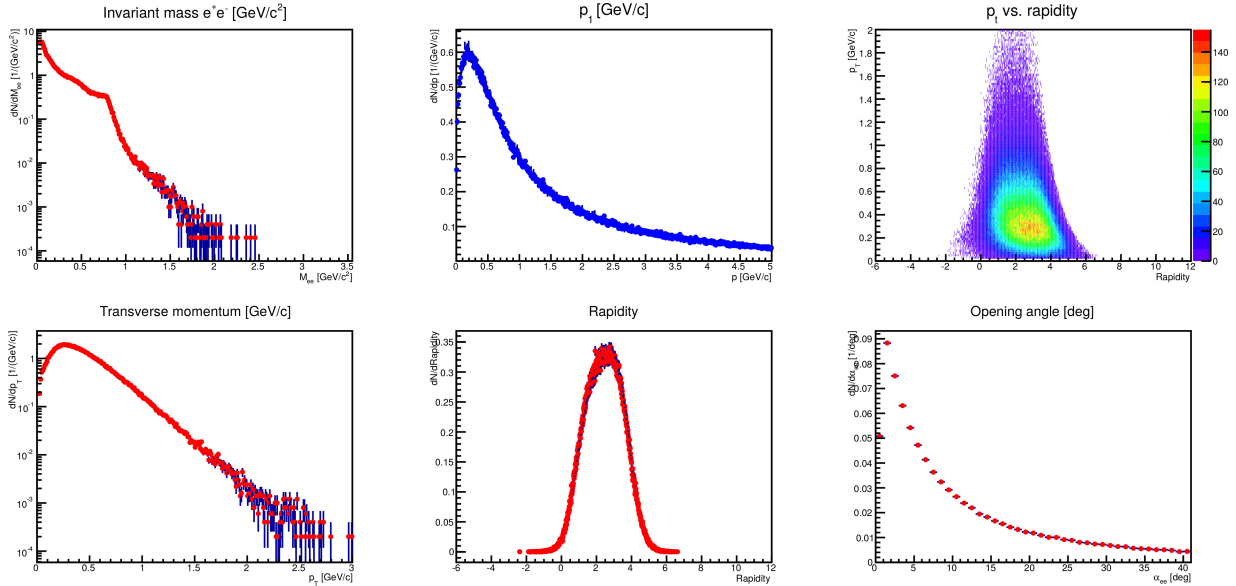 Invariant mass e⁺e⁻ [GeV/c²]
dN/dM_ee [1/(GeV/c²)]
10
1
10⁻¹
10⁻²
10⁻³
10⁻⁴
0 0.5 1 1.5 2 2.5 3 3.5
M_ee [GeV/c²]
p₁ [GeV/c]
dN/dp [1/(GeV/c)]
0.6
0.5
0.4
0.3
0.2
0.1
0 0.5 1 1.5 2 2.5 3 3.5 4 4.5 5
p [GeV/c]
p_t vs. rapidity
p_T [GeV/c]
2
1.8
1.6
1.4
1.2
1
0.8
0.6
0.4
0.2
0
-6 -4 -2 0 2 4 6 8 10 12
Rapidity
140
120
100
80
60
40
20
0
Transverse momentum [GeV/c]
dN/dp_T [1/(GeV/c)]
1
10⁻¹
10⁻²
10⁻³
10⁻⁴
0 0.5 1 1.5 2 2.5 3
p_T [GeV/c]
Rapidity
dN/dRapidity
0.35
0.3
0.25
0.2
0.15
0.1
0.05
0
-6 -4 -2 0 2 4 6 8 10 12
Rapidity
Opening angle [deg]
dN/dα_ee [1/deg]
0.09
0.08
0.07
0.06
0.05
0.04
0.03
0.02
0.01
0
0 5 10 15 20 25 30 35 40
α_ee [deg]